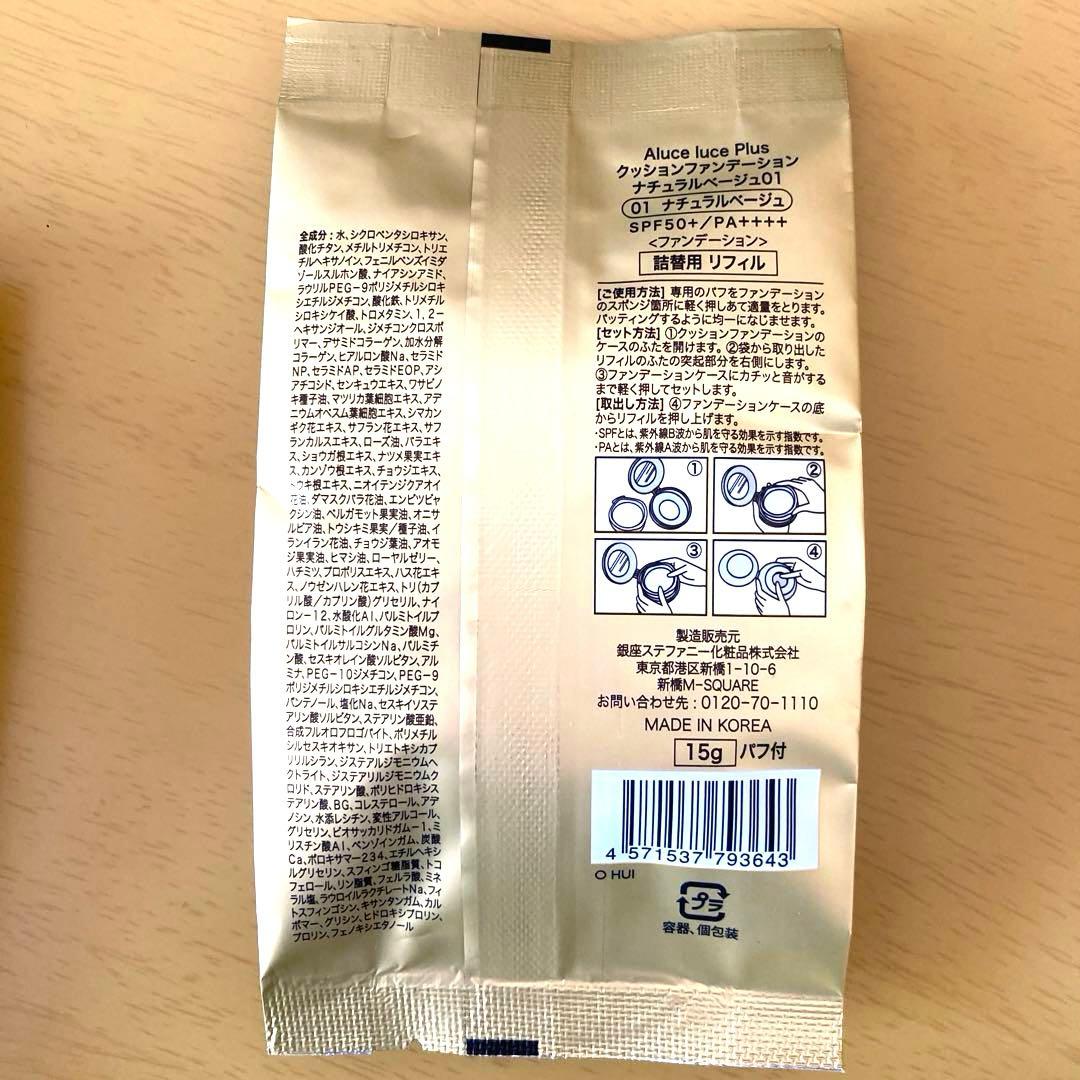 全成分：水、シクロペンタシロキサン、
酸化チタン、メチルトリメチコン、トリエ
チルヘキサノイン、フェニルベンズイミダ
ゾールスルホン酸、ナイアシンアミド、
ラウリルPEG-9ポリジメチルシロキ
シエチルジメチコン、酸化鉄、トリメチル
シロキシケイ酸、トロメタミン、1，2-
ヘキサンジオール、ジメチコンクロスポ
リマー、デサミドコラーゲン、加水分解
コラーゲン、ヒアルロン酸Na、セラミド
NP、セラミドAP、セラミドEOP、アシ
アチコシド、センキュウエキス、ワサビノ
キ種子油、マツリカ葉細胞エキス、アデ
ニウムオベスム葉細胞エキス、シマカン
ギク花エキス、サフラン花エキス、サフ
ランカルスエキス、ローズ油、バラエキ
ス、ショウガ根エキス、ナツメ果実エキ
ス、カンゾウ根エキス、チョウジエキス、
トウキ根エキス、ニオイテンジクアオイ
花油、ダマスクバラ花油、エンピツビャ
クシン油、ベルガモット果実油、オニサ
ルビア油、トウシキミ果実／種子油、イ
ランイラン花油、チョウジ葉油、アオモ
ジ果実油、ヒマシ油、ローヤルゼリー、
ハチミツ、プロポリスエキス、ハス花エキ
ス、ノウゼンハレン花エキス、トリ（カプ
リル酸／カプリン酸）グリセリル、ナイ
ロン-12、水酸化Al、パルミトイルプ
ロリン、パルミトイルグルタミン酸Mg、
パルミトイルサルコシンNa、パルミチ
ン酸、セスキオレイン酸ソルビタン、アル
ミナ、PEG-10ジメチコン、PEG-9
ポリジメチルシロキシエチルジメチコン、
パンテノール、塩化Na、セスキイソステ
アリン酸ソルビタン、ステアリン酸亜鉛、
合成フルオロフロゴパイト、ポリメチル
シルセスキオキサン、トリエトキシカプ
リリルシラン、ジステアルジモニウムヘ
クトライト、ジステアリルジモニウムク
ロリド、ステアリン酸、ポリヒドロキシス
テアリン酸、BG、コレステロール、アデ
ノシン、水添レシチン、変性アルコール、
グリセリン、ビオサッカリドガム-1、ミ
リスチン酸Al、ベンゾインガム、炭酸
Ca、ポロキサマー234、エチルヘキシ
ルグリセリン、スフィンゴ糖脂質、トコ
フェロール、リン脂質、フェルラ酸、ミネ
ラル塩、ラウロイルラクチレートNa、フィ
トスフィンゴシン、キサンタンガム、カル
ボマー、グリシン、ヒドロキシプロリン、
プロリン、フェノキシエタノール
Aluce luce Plus
クッションファンデーション
ナチュラルベージュ01
01 ナチュラルベージュ
SPF50+／PA++++
＜ファンデーション＞
詰替用 リフィル
[ご使用方法] 専用のパフをファンデーション
のスポンジ箇所に軽く押しあて適量をとります。
パッティングするように均一になじませます。
[セット方法] ①クッションファンデーションの
ケースのふたを開けます。②袋から取り出した
リフィルのふたの突起部分を右側にします。
③ファンデーションケースにカチッと音がする
まで軽く押してセットします。
[取出し方法] ④ファンデーションケースの底
からリフィルを押し上げます。
・SPFとは、紫外線B波から肌を守る効果を示す指数です。
・PAとは、紫外線A波から肌を守る効果を示す指数です。
① ②
③ ④
製造販売元
銀座ステファニー化粧品株式会社
東京都港区新橋1-10-6
新橋M-SQUARE
お問い合わせ先：0120-70-1110
MADE IN KOREA
15g パフ付
4 571537 793643
O HUI
プラ
容器、個包装